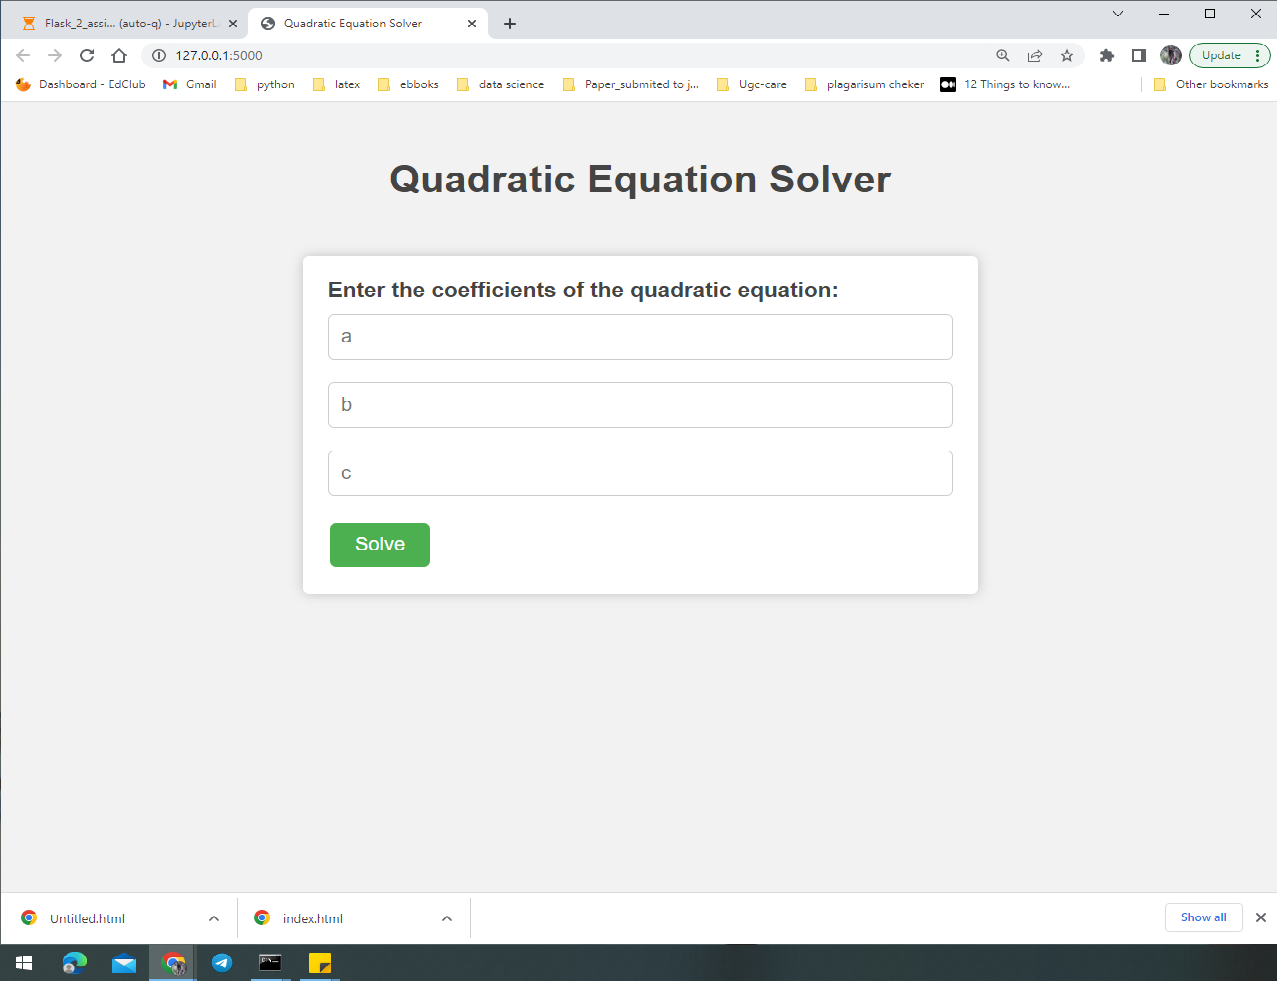 Flask_2_assi... (auto-q) - JupyterL
Quadratic Equation Solver
127.0.0.1:5000
Update
Dashboard - EdClub
Gmail
python
latex
ebboks
data science
Paper_submited to j...
Ugc-care
plagarisum cheker
12 Things to know...
Other bookmarks
Quadratic Equation Solver
Enter the coefficients of the quadratic equation:
a
b
c
Solve
Untitled.html
index.html
Show all